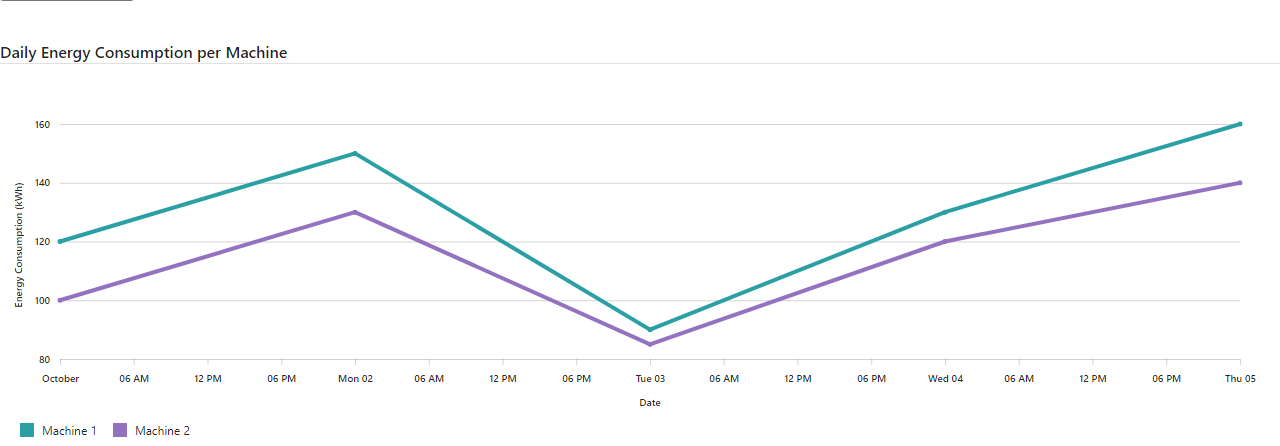 Daily Energy Consumption per Machine
160
140
120
100
80
Energy Consumption (kWh)
October 06 AM 12 PM 06 PM Mon 02 06 AM 12 PM 06 PM Tue 03 06 AM 12 PM 06 PM Wed 04 06 AM 12 PM 06 PM Thu 05
Date
Machine 1 Machine 2